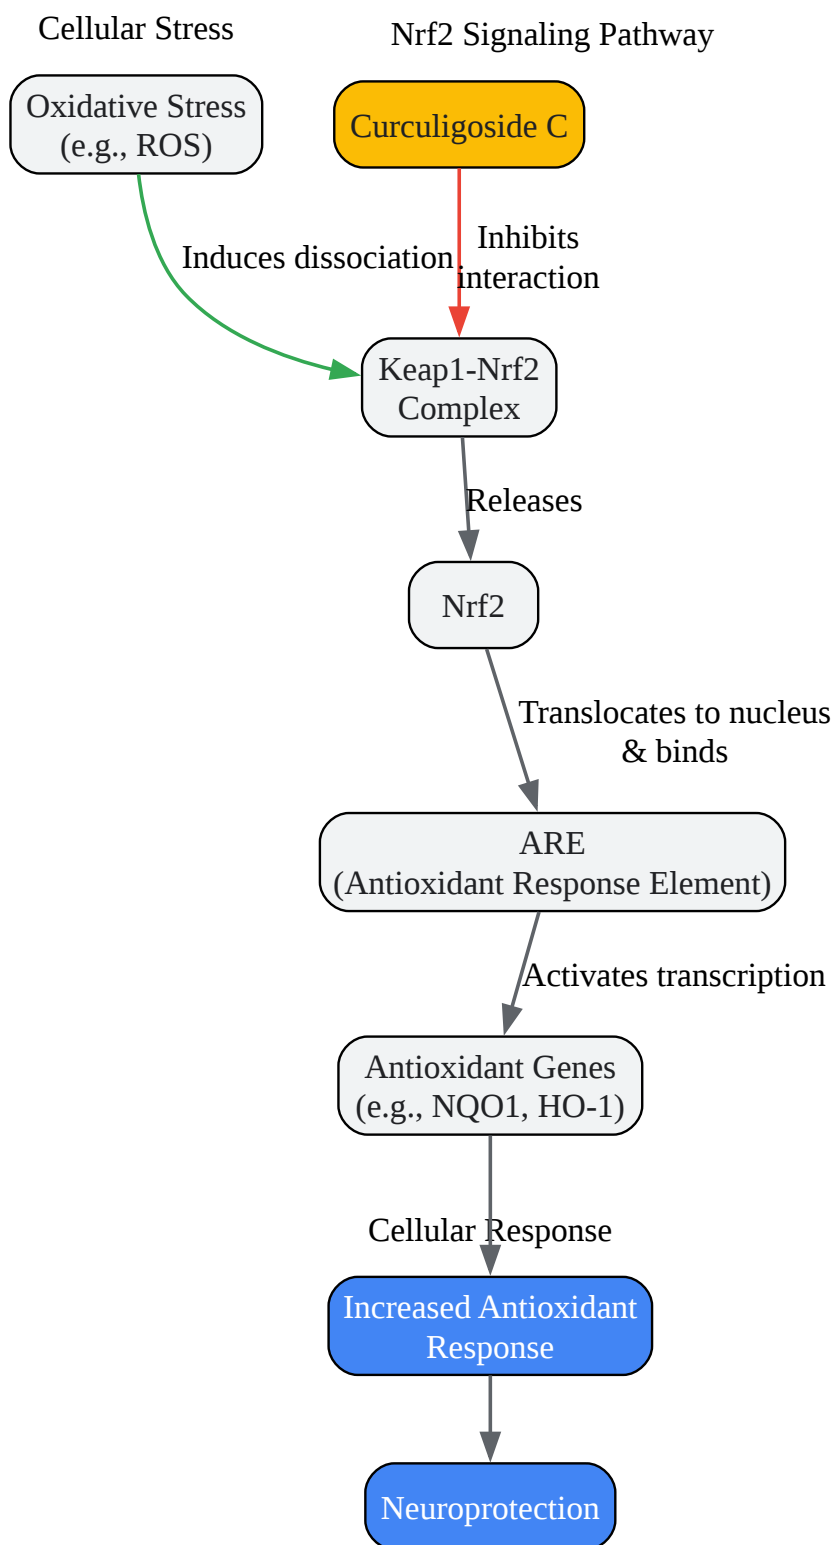 Cellular Stress
Nrf2 Signaling Pathway
Oxidative Stress
(e.g., ROS)
Curculigoside C
Induces dissociation
Inhibits
interaction
Keap1-Nrf2
Complex
Releases
Nrf2
Translocates to nucleus
& binds
ARE
(Antioxidant Response Element)
Activates transcription
Antioxidant Genes
(e.g., NQO1, HO-1)
Cellular Response
Increased Antioxidant
Response
Neuroprotection